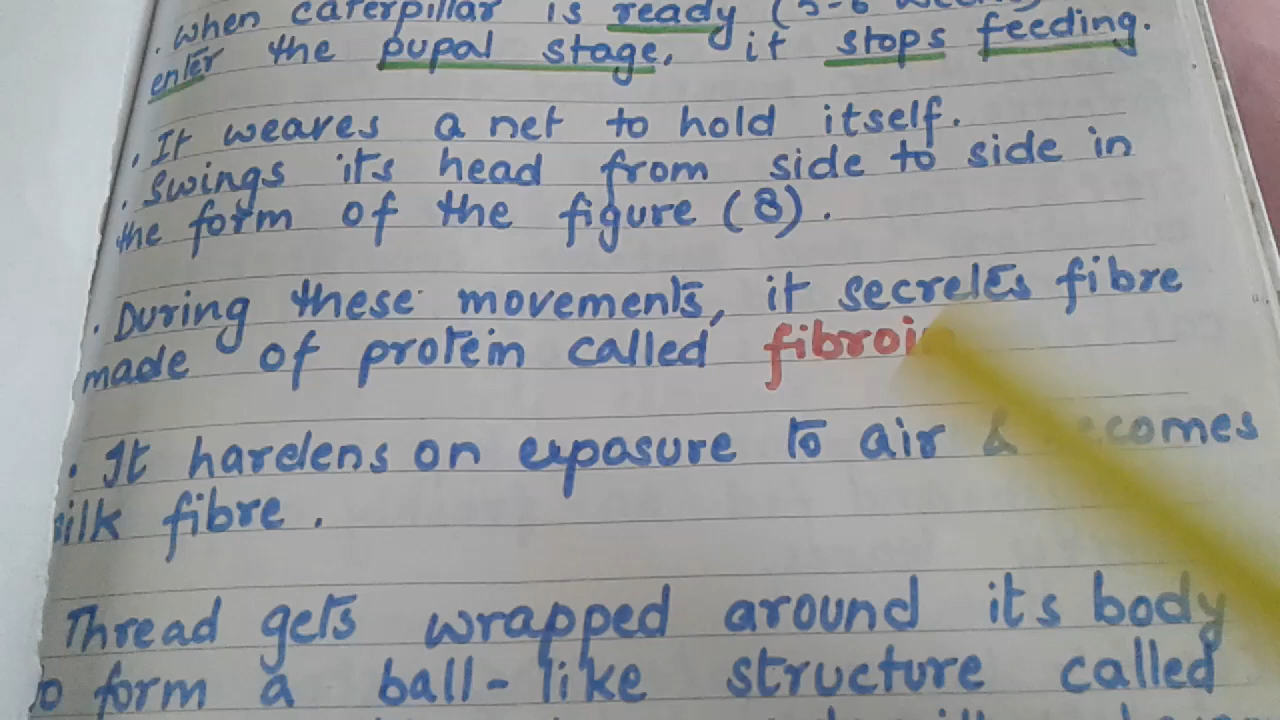 . when caterpillar is ready (5-6
enter the pupal stage, it stops feeding.
. It weaves a net to hold itself.
. Swings its head from side to side in
the form of the figure (8).
. During these movements, it secretes fibre
made of protein called
. It hardens on exposure to air &
silk fibre.
Thread gets wrapped around its body
to form a ball-like structure called